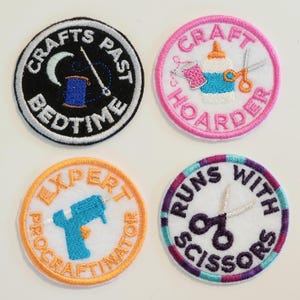 CRAFTS PAST
BEDTIME
CRAFT
HOARDER
EXPERT
PROCRAFTINATOR
RUNS WITH
SCISSORS